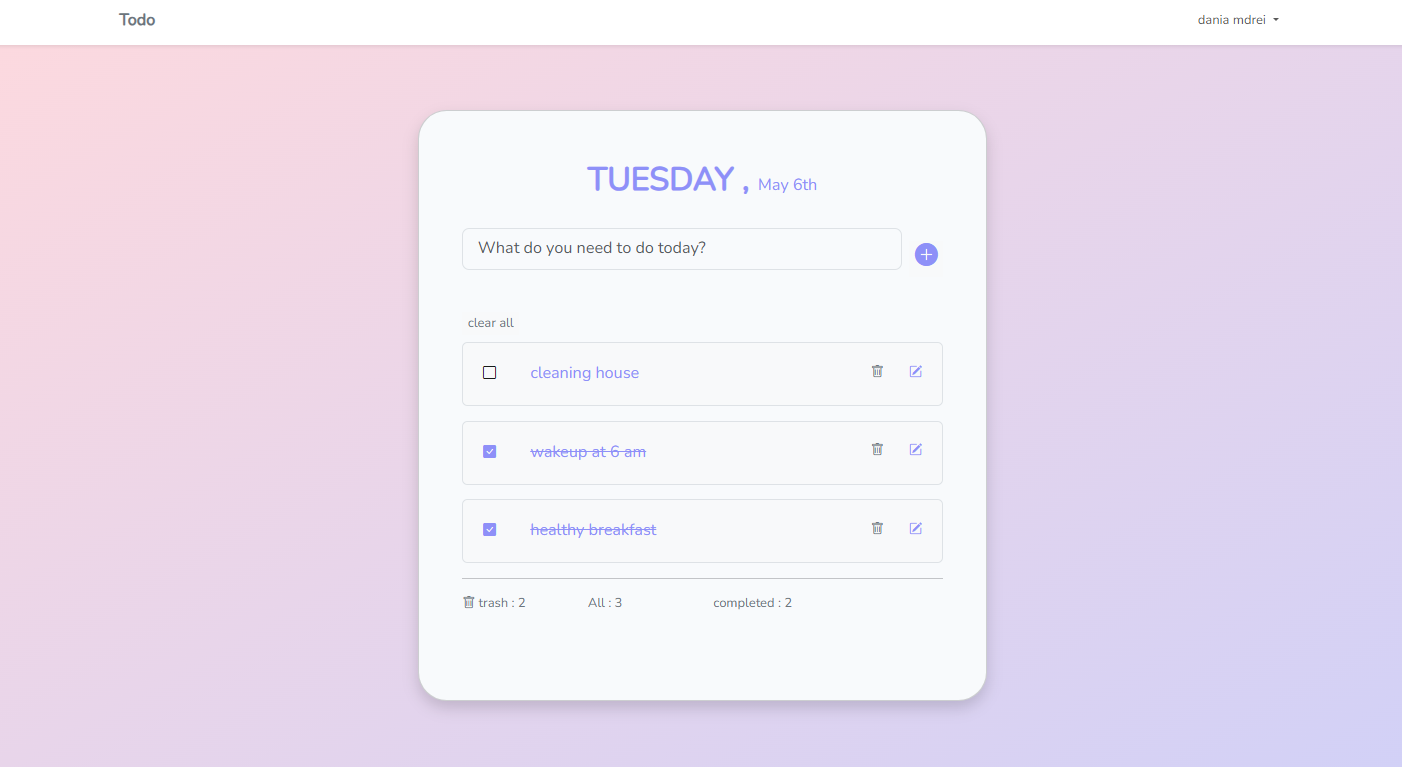 Todo
dania mdrei
TUESDAY , May 6th
What do you need to do today?
clear all
cleaning house
wakeup at 6 am
healthy breakfast
trash : 2 All : 3 completed : 2